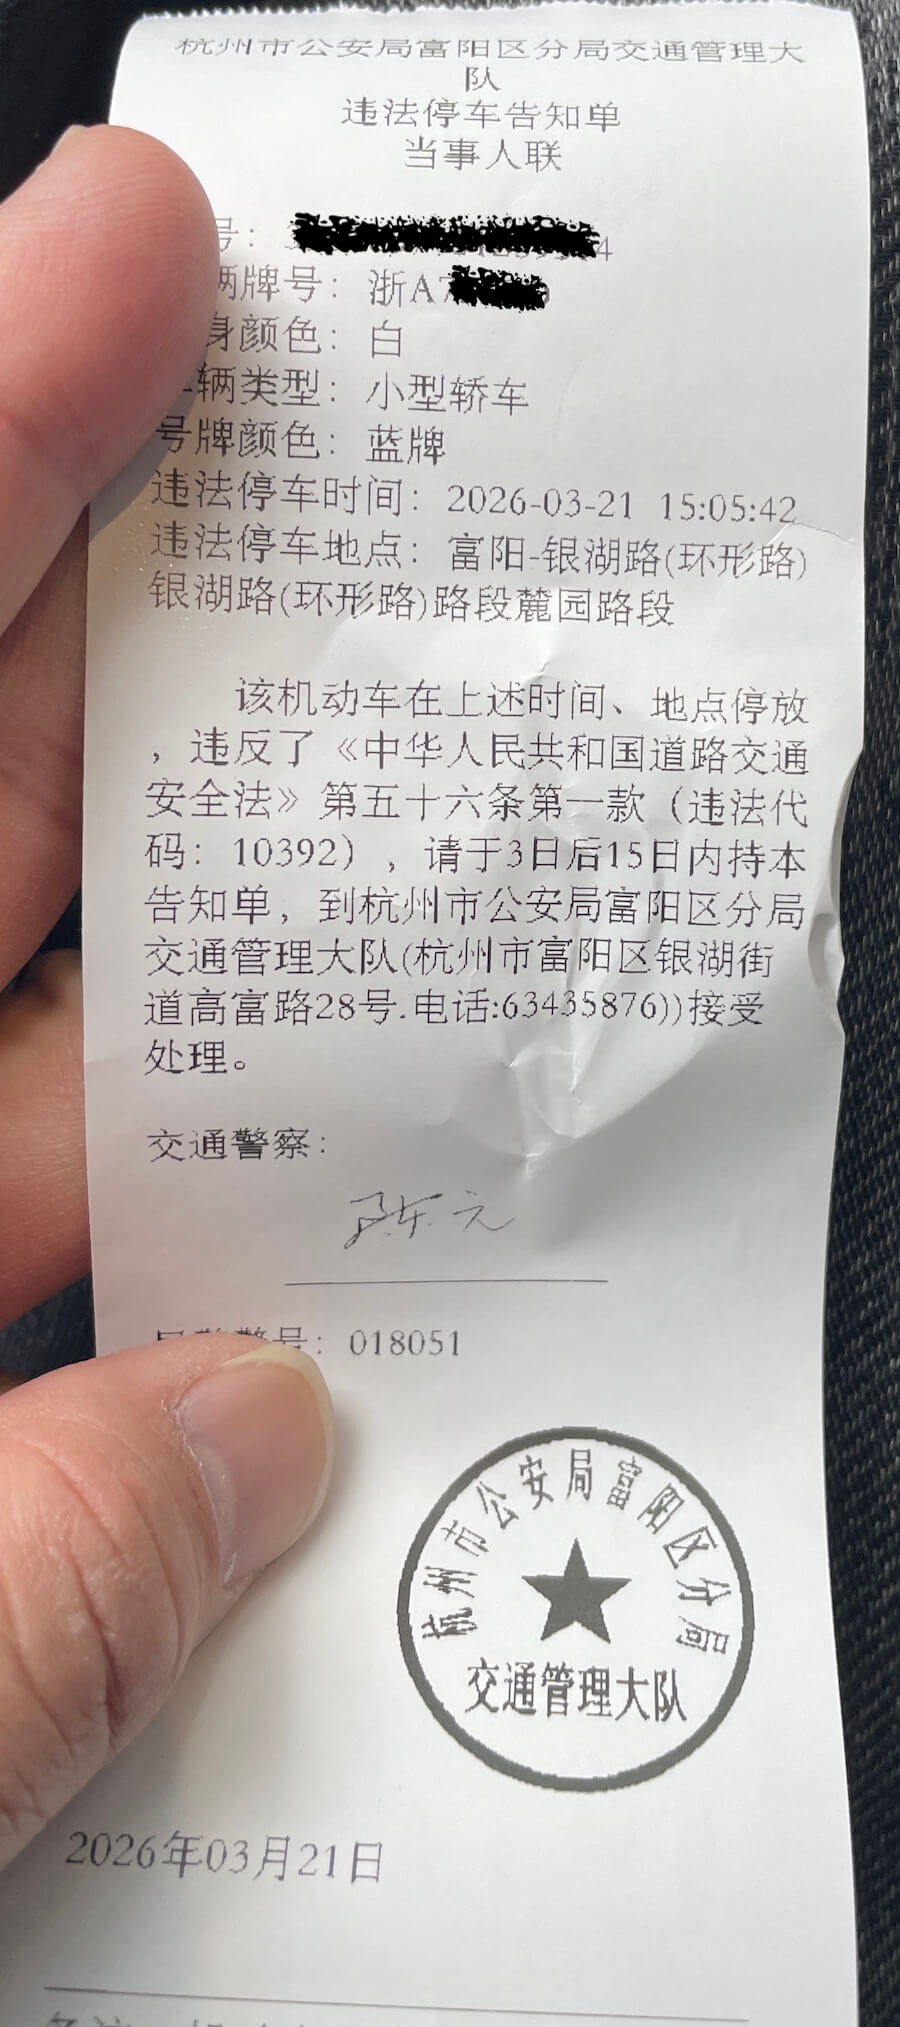 杭州市公安局富阳区分局交通管理大
队
违法停车告知单
当事人联
号：
辆牌号：浙A7
身颜色：白
车辆类型：小型轿车
号牌颜色：蓝牌
违法停车时间：2026-03-21 15:05:42
违法停车地点：富阳-银湖路(环形路)
银湖路(环形路)路段麓园路段
该机动车在上述时间、地点停放
，违反了《中华人民共和国道路交通
安全法》第五十六条第一款（违法代
码：10392），请于3日后15日内持本
告知单，到杭州市公安局富阳区分局
交通管理大队(杭州市富阳区银湖街
道高富路28号.电话:63435876))接受
处理。
交通警察：
陈元
号：018051
杭州市公安局富阳区分局
交通管理大队
2026年03月21日